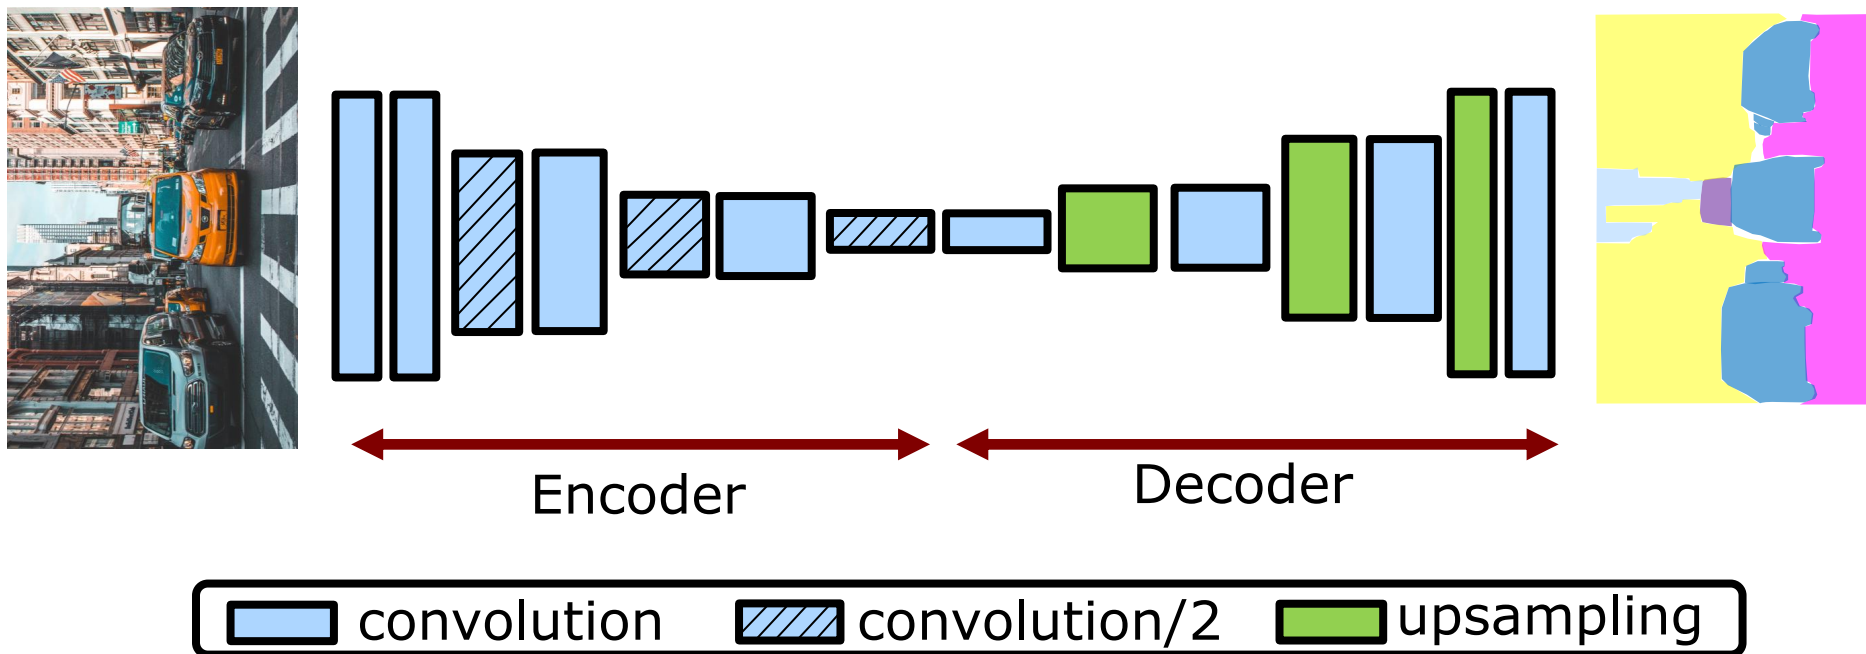 Encoder
Decoder
convolution
convolution/2
upsampling